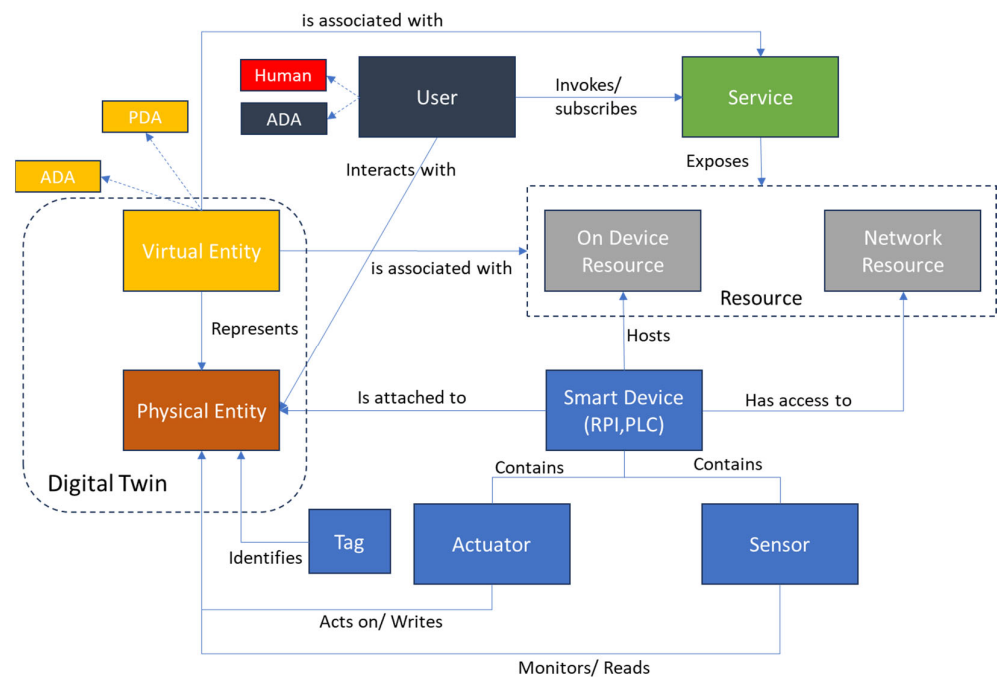 is associated with
Human
User
Invokes/
subscribes
Service
PDA
ADA
ADA
Interacts with
Exposes
Virtual Entity
On Device
Resource
Network
Resource
is associated with
Resource
Represents
Hosts
Physical Entity
Is attached to
Smart Device
(RPI,PLC)
Has access to
Digital Twin
Contains
Contains
Tag
Actuator
Sensor
Identifies
Acts on/ Writes
Monitors/ Reads